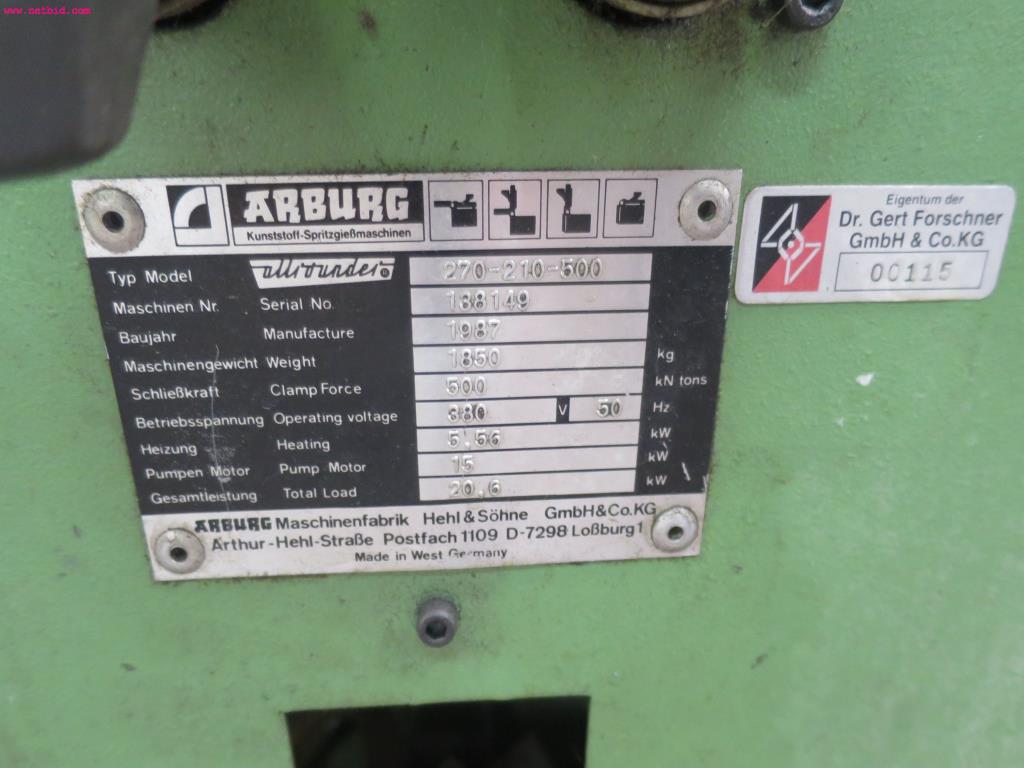 www.netbid.com
ARBURG
Kunststoff-Spritzgießmaschinen
Typ Model allrounder® 270-210-500
Maschinen Nr. Serial No. 138149
Baujahr Manufacture 1987
Maschinengewicht Weight 1850 kg
Schließkraft Clamp Force 500 kN tons
Betriebsspannung Operating voltage 380 V 50 Hz
Heizung Heating 5.56 kW
Pumpen Motor Pump Motor 15 kW
Gesamtleistung Total Load 20,6 kW
ARBURG Maschinenfabrik Hehl & Söhne GmbH&Co.KG
Arthur-Hehl-Straße Postfach 1109 D-7298 Loßburg 1
Made in West Germany
Eigentum der
Dr. Gert Forschner
GmbH & Co.KG
00115